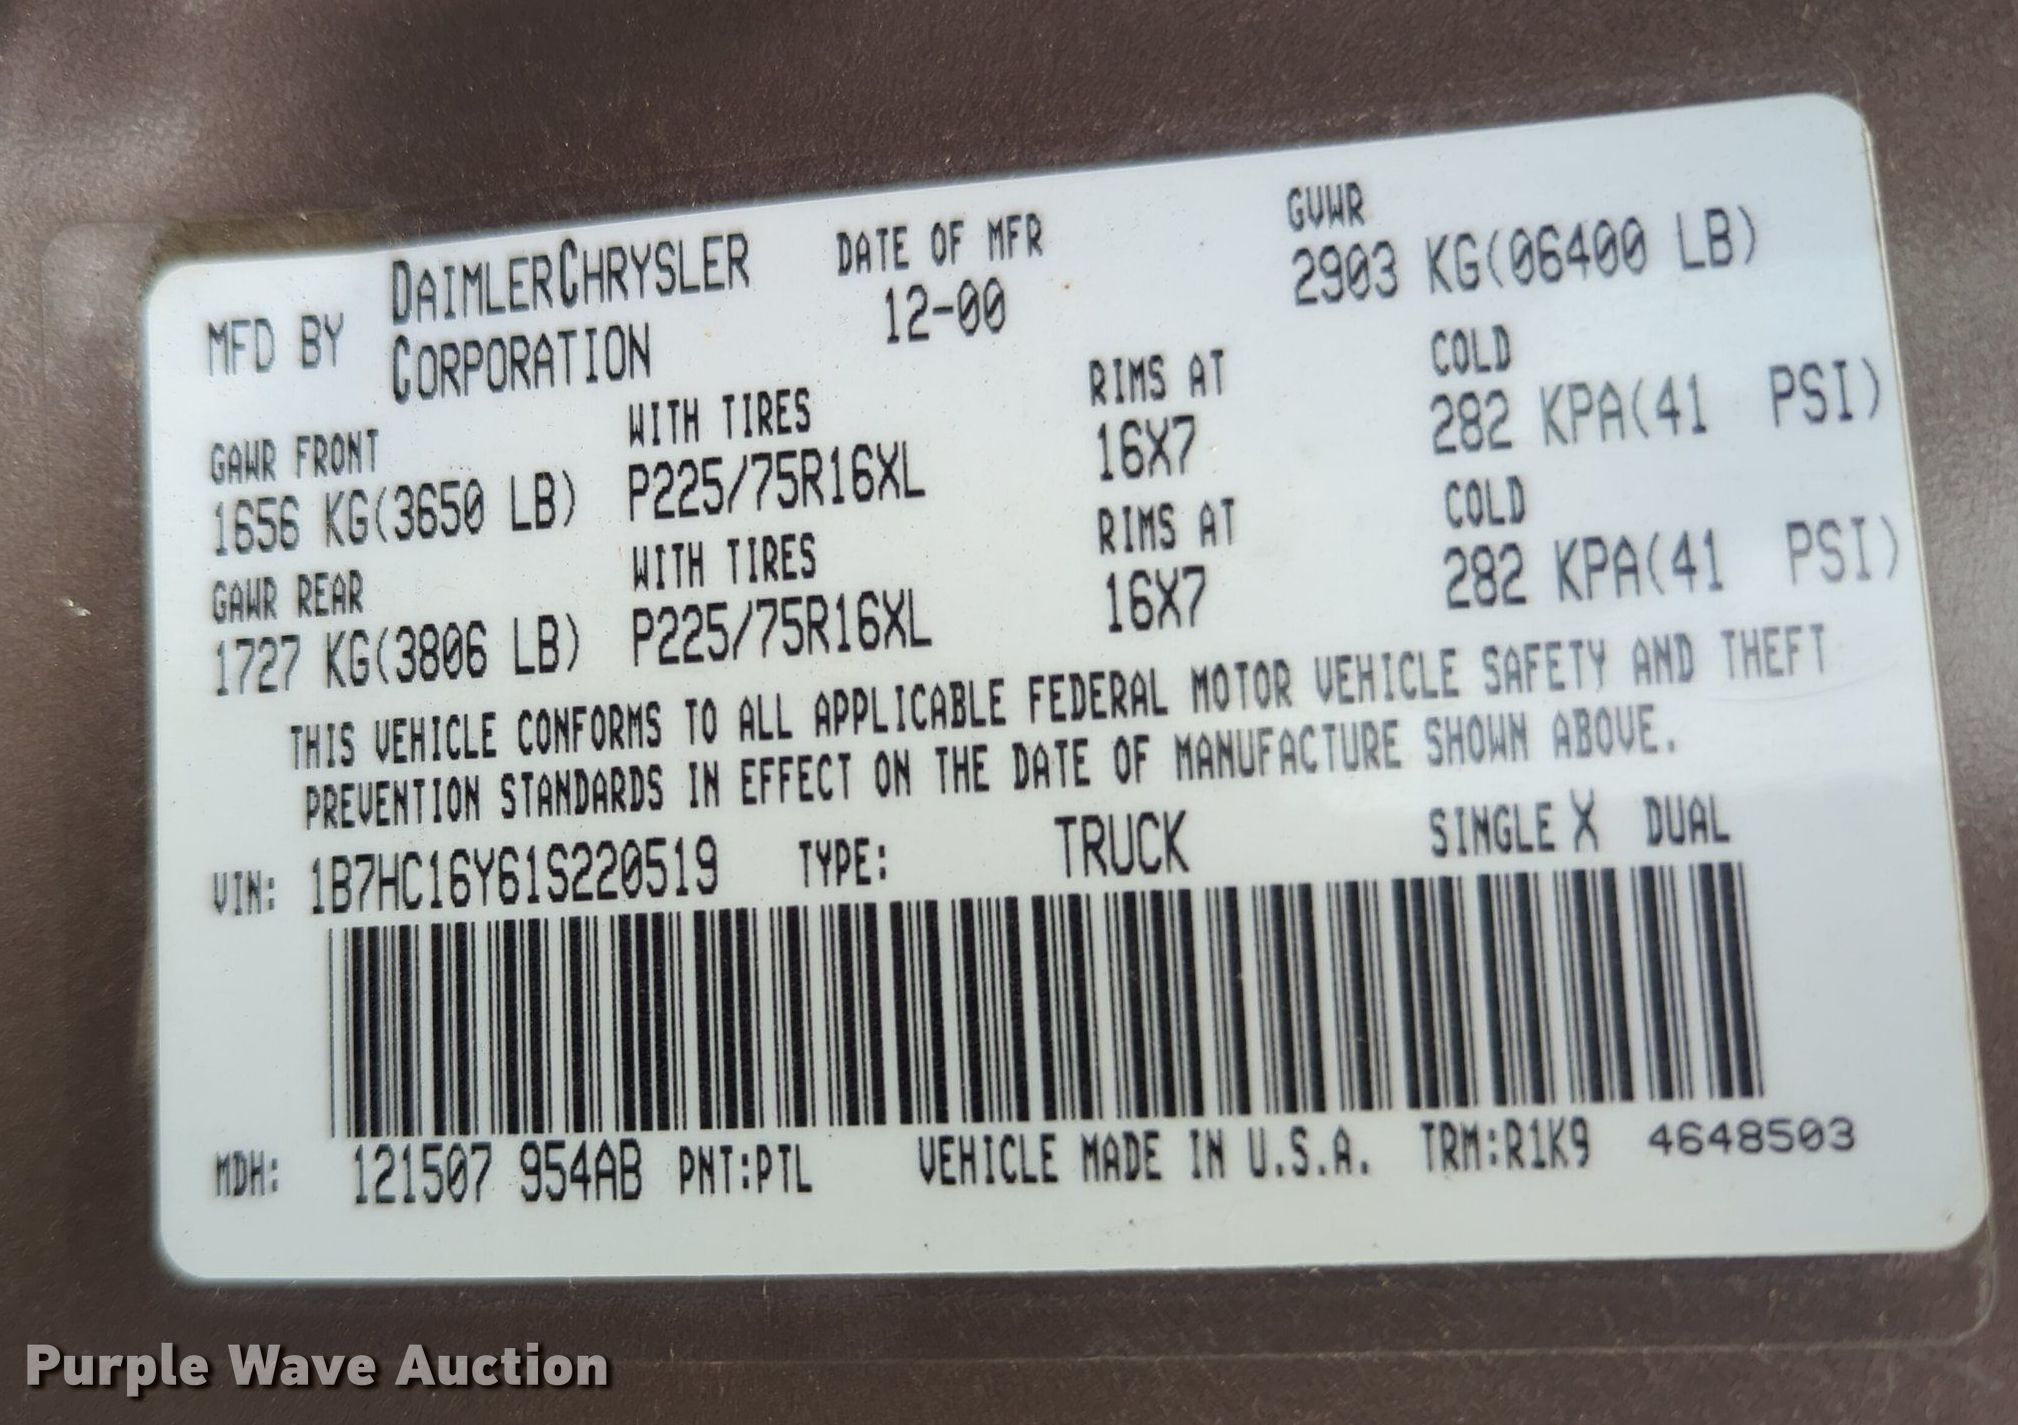 MFD BY DAIMLERCHRYSLER CORPORATION
DATE OF MFR
12-00
GVWR
2903 KG(06400 LB)
GAWR FRONT WITH TIRES RIMS AT COLD
1656 KG(3650 LB) P225/75R16XL 16X7 282 KPA(41 PSI)
GAWR REAR WITH TIRES RIMS AT COLD
1727 KG(3806 LB) P225/75R16XL 16X7 282 KPA(41 PSI)
THIS VEHICLE CONFORMS TO ALL APPLICABLE FEDERAL MOTOR VEHICLE SAFETY AND THEFT
PREVENTION STANDARDS IN EFFECT ON THE DATE OF MANUFACTURE SHOWN ABOVE.
VIN: 1B7HC16Y61S220519 TYPE: TRUCK SINGLE X DUAL
MDH: 121507 954AB PNT:PTL VEHICLE MADE IN U.S.A. TRM:R1K9 4648503
Purple Wave Auction